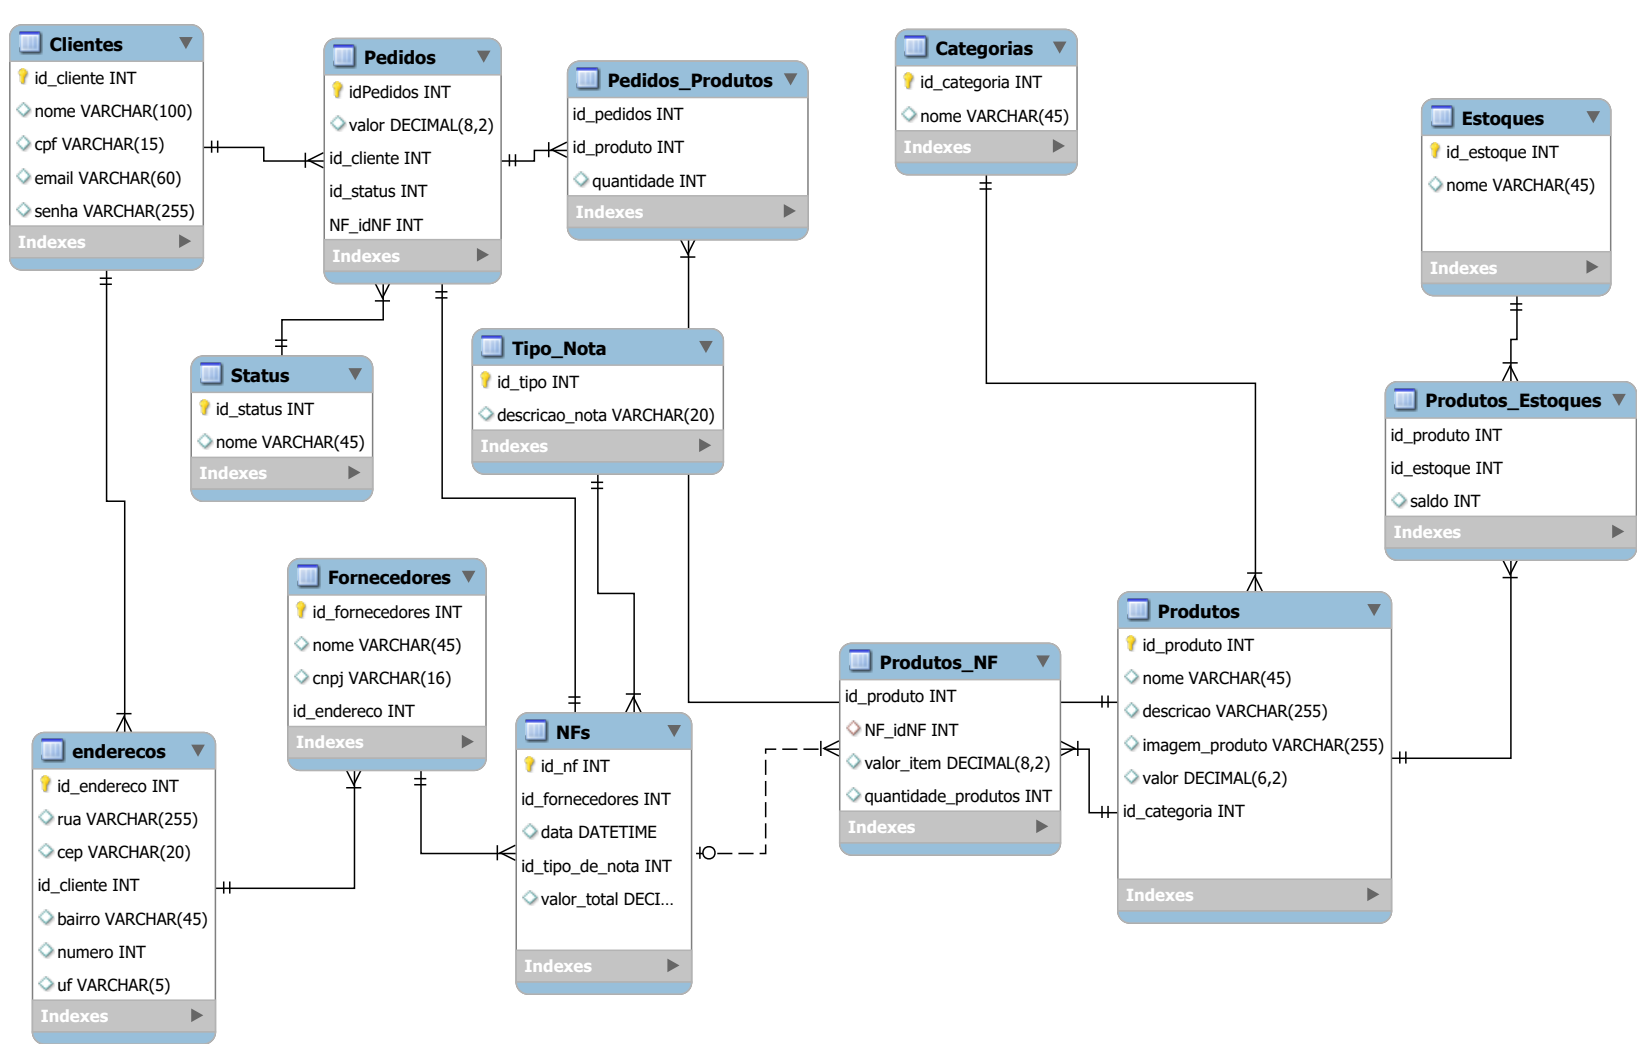 Clientes
id_cliente INT
nome VARCHAR(100)
cpf VARCHAR(15)
email VARCHAR(60)
senha VARCHAR(255)
Indexes
Pedidos
idPedidos INT
valor DECIMAL(8,2)
id_cliente INT
id_status INT
NF_idNF INT
Indexes
Pedidos_Produtos
id_pedidos INT
id_produto INT
quantidade INT
Indexes
Categorias
id_categoria INT
nome VARCHAR(45)
Indexes
Estoques
id_estoque INT
nome VARCHAR(45)
Indexes
Status
id_status INT
nome VARCHAR(45)
Indexes
Tipo_Nota
id_tipo INT
descricao_nota VARCHAR(20)
Indexes
Produtos_Estoques
id_produto INT
id_estoque INT
saldo INT
Indexes
Fornecedores
id_fornecedores INT
nome VARCHAR(45)
cnpj VARCHAR(16)
id_endereco INT
Indexes
Produtos
id_produto INT
nome VARCHAR(45)
descricao VARCHAR(255)
imagem_produto VARCHAR(255)
valor DECIMAL(6,2)
id_categoria INT
Indexes
Produtos_NF
id_produto INT
NF_idNF INT
valor_item DECIMAL(8,2)
quantidade_produtos INT
Indexes
NFs
id_nf INT
id_fornecedores INT
data DATETIME
id_tipo_de_nota INT
valor_total DECI...
Indexes
enderecos
id_endereco INT
rua VARCHAR(255)
cep VARCHAR(20)
id_cliente INT
bairro VARCHAR(45)
numero INT
uf VARCHAR(5)
Indexes